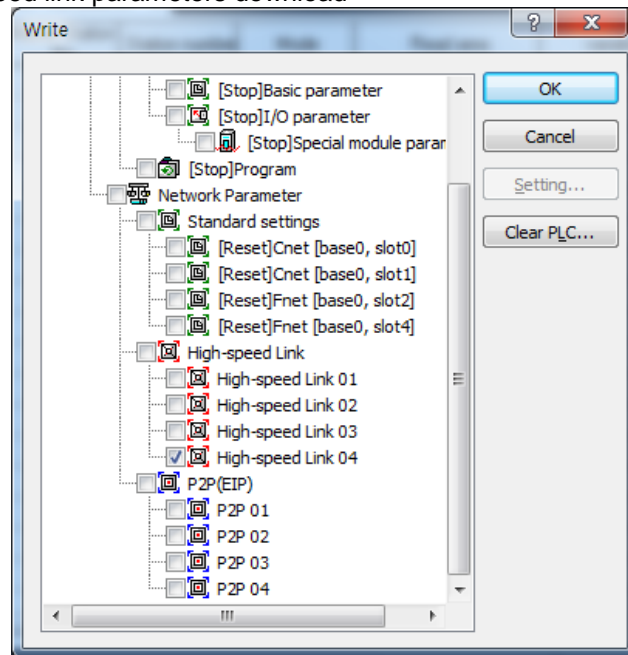 link parameters download
Write
[Stop]Basic parameter
[Stop]I/O parameter
[Stop]Special module parar
[Stop]Program
Network Parameter
Standard settings
[Reset]Cnet [base0, slot0]
[Reset]Cnet [base0, slot1]
[Reset]Fnet [base0, slot2]
[Reset]Fnet [base0, slot4]
High-speed Link
High-speed Link 01
High-speed Link 02
High-speed Link 03
High-speed Link 04
P2P(EIP)
P2P 01
P2P 02
P2P 03
P2P 04
OK
Cancel
Setting...
Clear PLC...